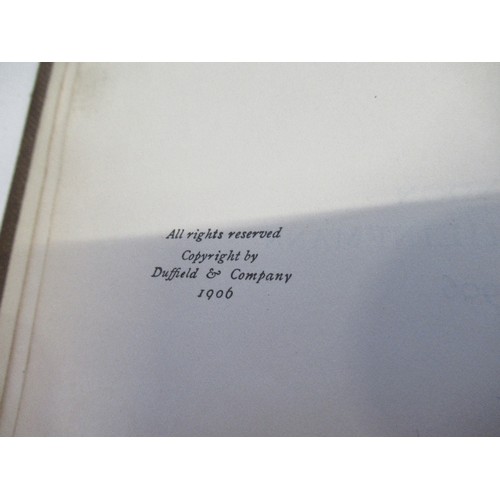 All rights reserved
Copyright by
Duffield & Company
1906